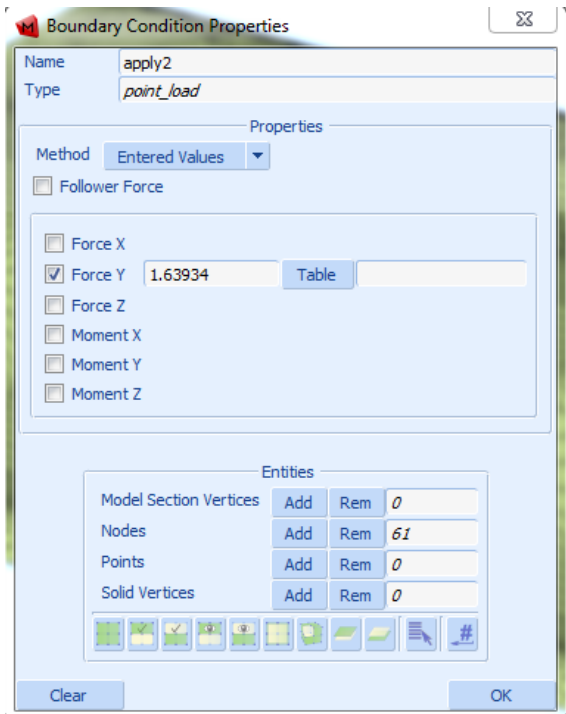 Boundary Condition Properties
Name apply2
Type point_load
Properties
Method Entered Values
Follower Force
Force X
Force Y 1.63934 Table
Force Z
Moment X
Moment Y
Moment Z
Entities
Model Section Vertices Add Rem 0
Nodes Add Rem 61
Points Add Rem 0
Solid Vertices Add Rem 0
#
Clear OK